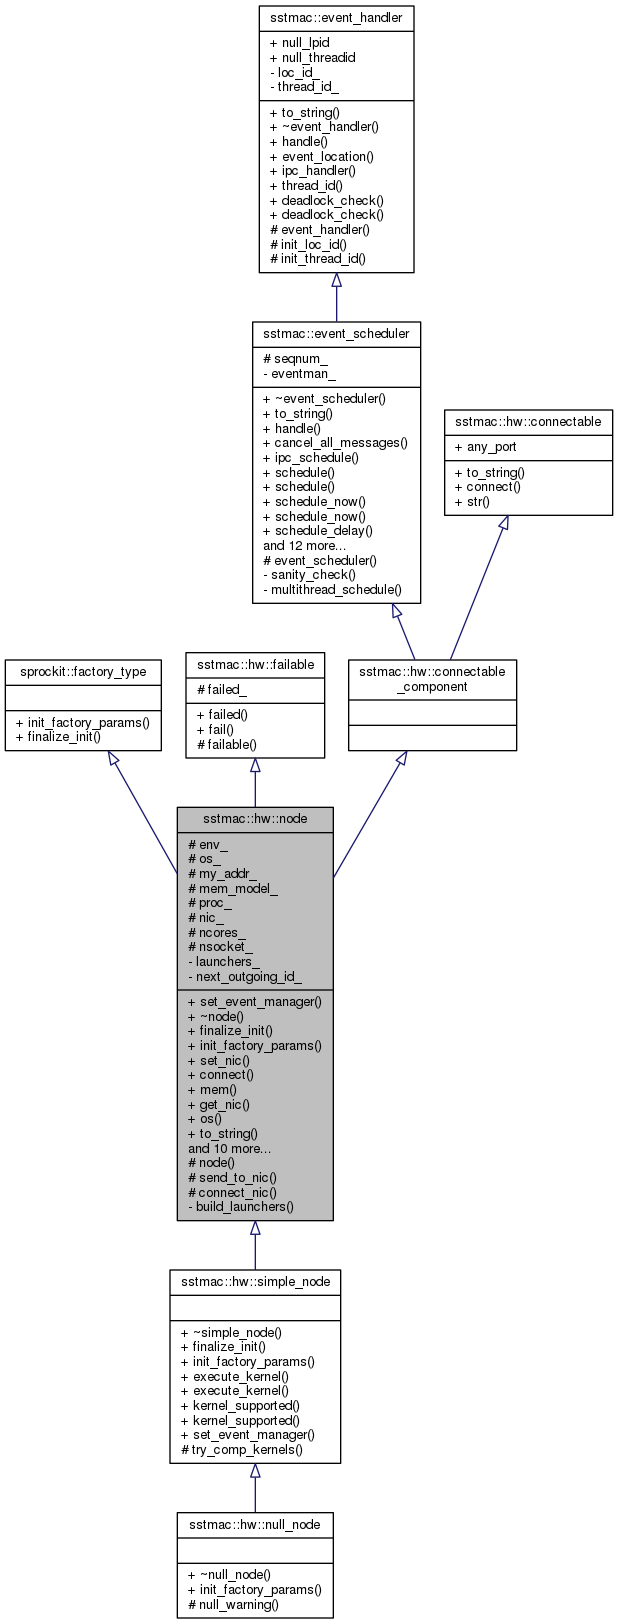 sstmac::event_handler
+ null_lpid
+ null_threadid
- loc_id_
- thread_id_
+ to_string()
+ ~event_handler()
+ handle()
+ event_location()
+ ipc_handler()
+ thread_id()
+ deadlock_check()
+ deadlock_check()
# event_handler()
# init_loc_id()
# init_thread_id()
sstmac::event_scheduler
# seqnum_
- eventman_
+ ~event_scheduler()
+ to_string()
+ handle()
+ cancel_all_messages()
+ ipc_schedule()
+ schedule()
+ schedule()
+ schedule_now()
+ schedule_now()
+ schedule_delay()
and 12 more...
# event_scheduler()
- sanity_check()
- multithread_schedule()
sstmac::hw::connectable
+ any_port
+ to_string()
+ connect()
+ str()
sprockit::factory_type
+ init_factory_params()
+ finalize_init()
sstmac::hw::failable
# failed_
+ failed()
+ fail()
# failable()
sstmac::hw::connectable
_component
sstmac::hw::node
# env_
# os_
# my_addr_
# mem_model_
# proc_
# nic_
# ncores_
# nsocket_
- launchers_
- next_outgoing_id_
+ set_event_manager()
+ ~node()
+ finalize_init()
+ init_factory_params()
+ set_nic()
+ connect()
+ mem()
+ get_nic()
+ os()
+ to_string()
and 10 more...
# node()
# send_to_nic()
# connect_nic()
- build_launchers()
sstmac::hw::simple_node
+ ~simple_node()
+ finalize_init()
+ init_factory_params()
+ execute_kernel()
+ execute_kernel()
+ kernel_supported()
+ kernel_supported()
+ set_event_manager()
# try_comp_kernels()
sstmac::hw::null_node
+ ~null_node()
+ init_factory_params()
# null_warning()